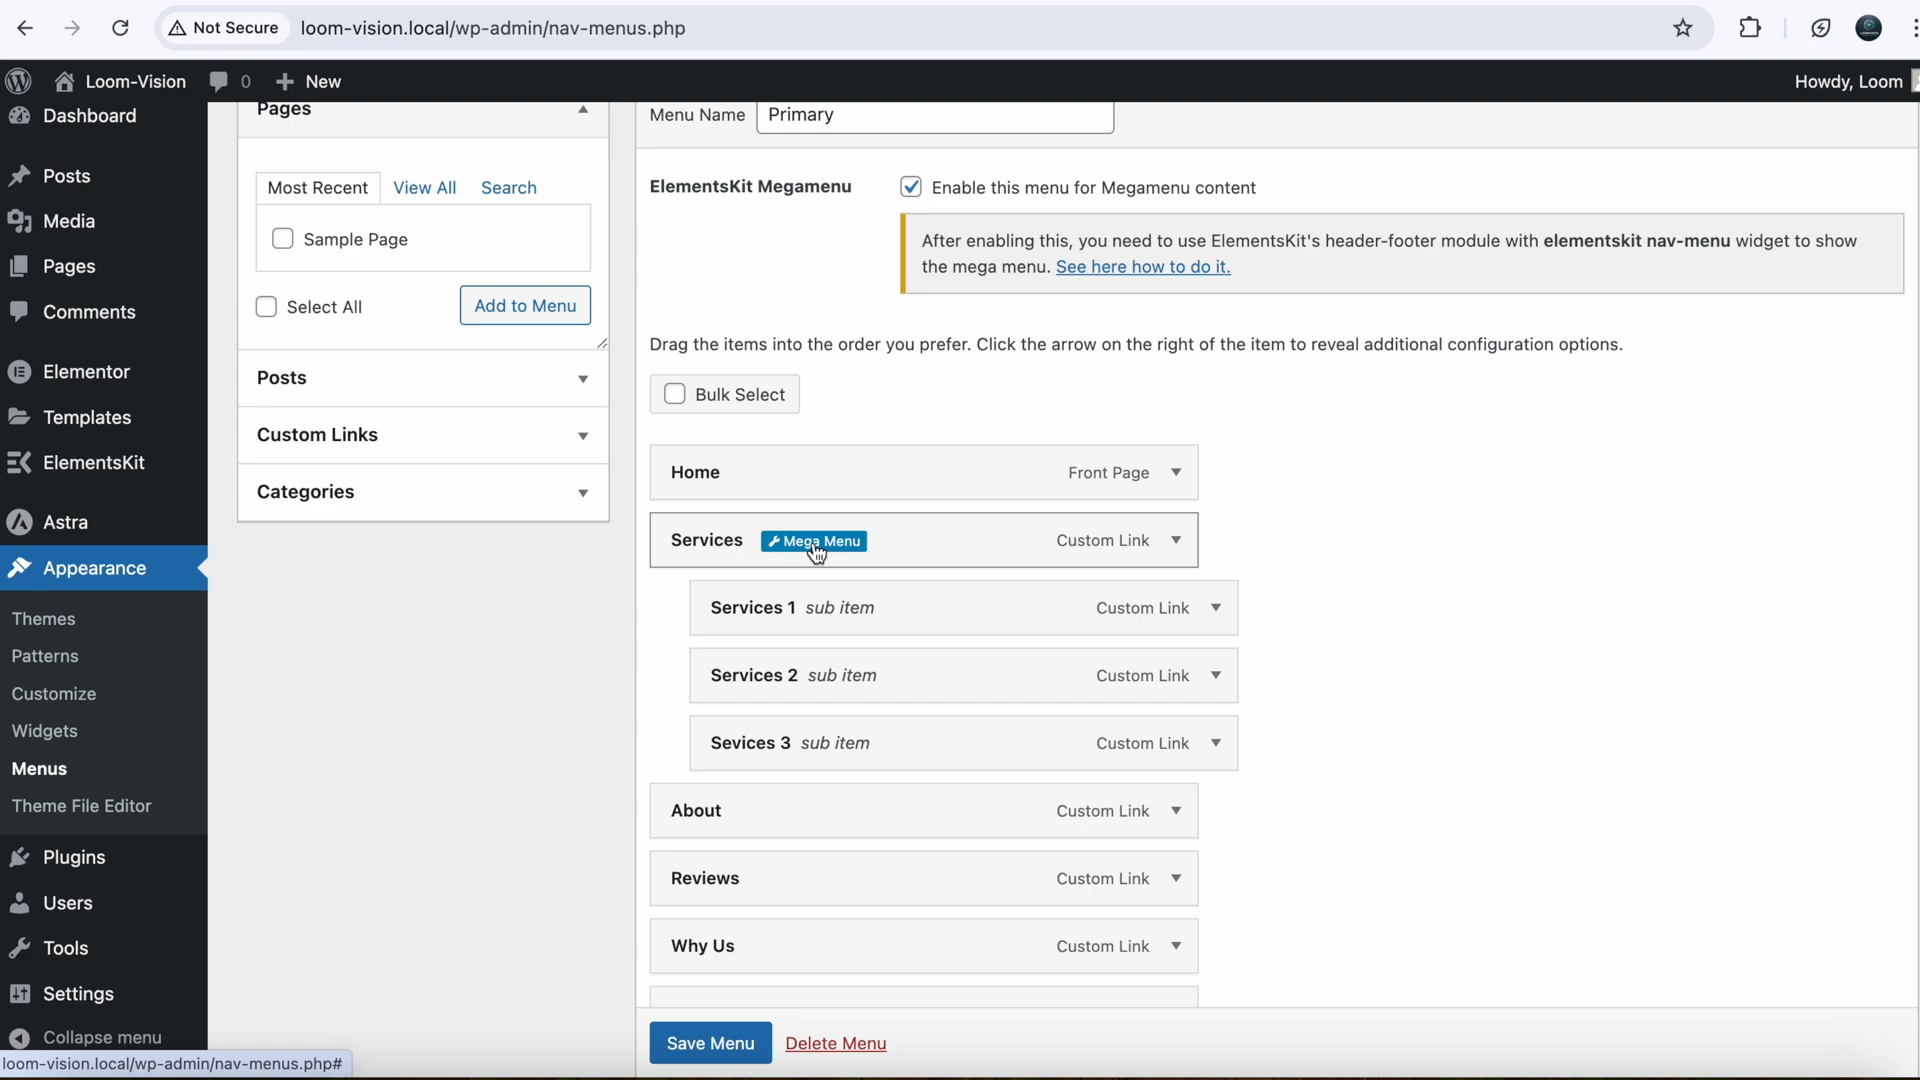 Not Secure
loom-vision.local/wp-admin/nav-menus.php
Loom-Vision
0
New
Howdy, Loom
Dashboard
Posts
Media
Pages
Comments
Elementor
Templates
ElementsKit
Astra
Appearance
Themes
Patterns
Customize
Widgets
Menus
Theme File Editor
Plugins
Users
Tools
Settings
Collapse menu
loom-vision.local/wp-admin/nav-menus.php#
Pages
Most Recent
View All
Search
Sample Page
Select All
Add to Menu
Posts
Custom Links
Categories
Menu Name
Primary
ElementsKit Megamenu
Enable this menu for Megamenu content
After enabling this, you need to use ElementsKit's header-footer module with elementskit nav-menu widget to show
the mega menu. See here how to do it.
Drag the items into the order you prefer. Click the arrow on the right of the item to reveal additional configuration options.
Bulk Select
Home
Front Page
Services
Mega Menu
Custom Link
Services 1 sub item
Custom Link
Services 2 sub item
Custom Link
Sevices 3 sub item
Custom Link
About
Custom Link
Reviews
Custom Link
Why Us
Custom Link
Save Menu
Delete Menu